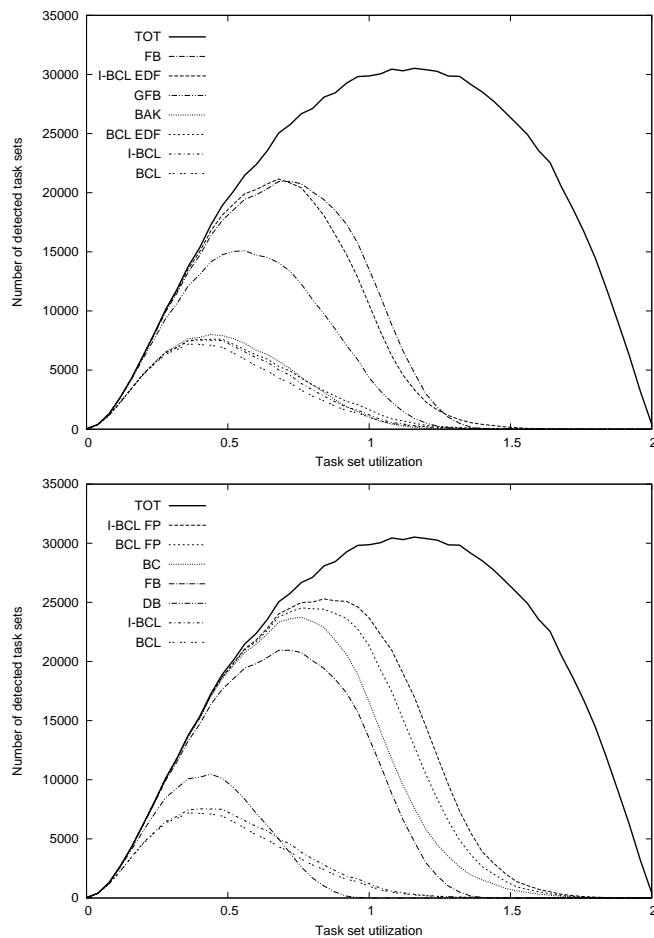 35000
30000
25000
20000
15000
10000
5000
0
Number of detected task sets
TOT
FB
I-BCL EDF
GFB
BAK
BCL EDF
I-BCL
BCL
0
0.5
1
1.5
2
Task set utilization
35000
30000
25000
20000
15000
10000
5000
0
Number of detected task sets
TOT
I-BCL FP
BCL FP
BC
FB
DB
I-BCL
BCL
0
0.5
1
1.5
2
Task set utilization